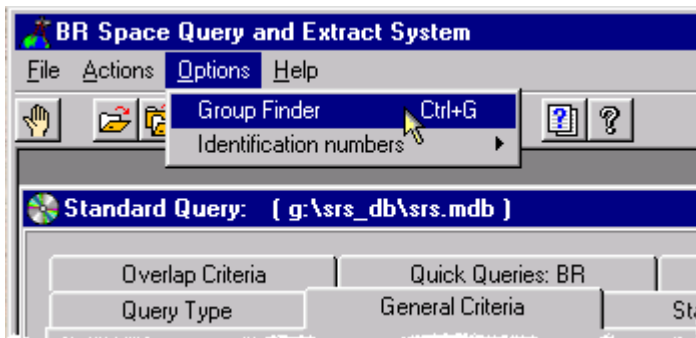 BR Space Query and Extract System
File Actions Options Help
Group Finder Ctrl+G
Identification numbers
Standard Query: ( g:\srs_db\srs.mdb )
Overlap Criteria Quick Queries: BR
Query Type General Criteria